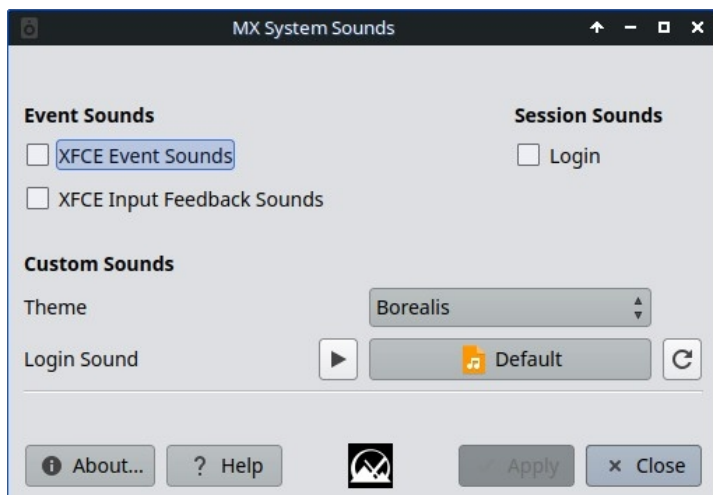 MX System Sounds
Event Sounds
Session Sounds
XFCE Event Sounds
Login
XFCE Input Feedback Sounds
Custom Sounds
Theme
Borealis
Login Sound
Default
About...
? Help
Apply
Close